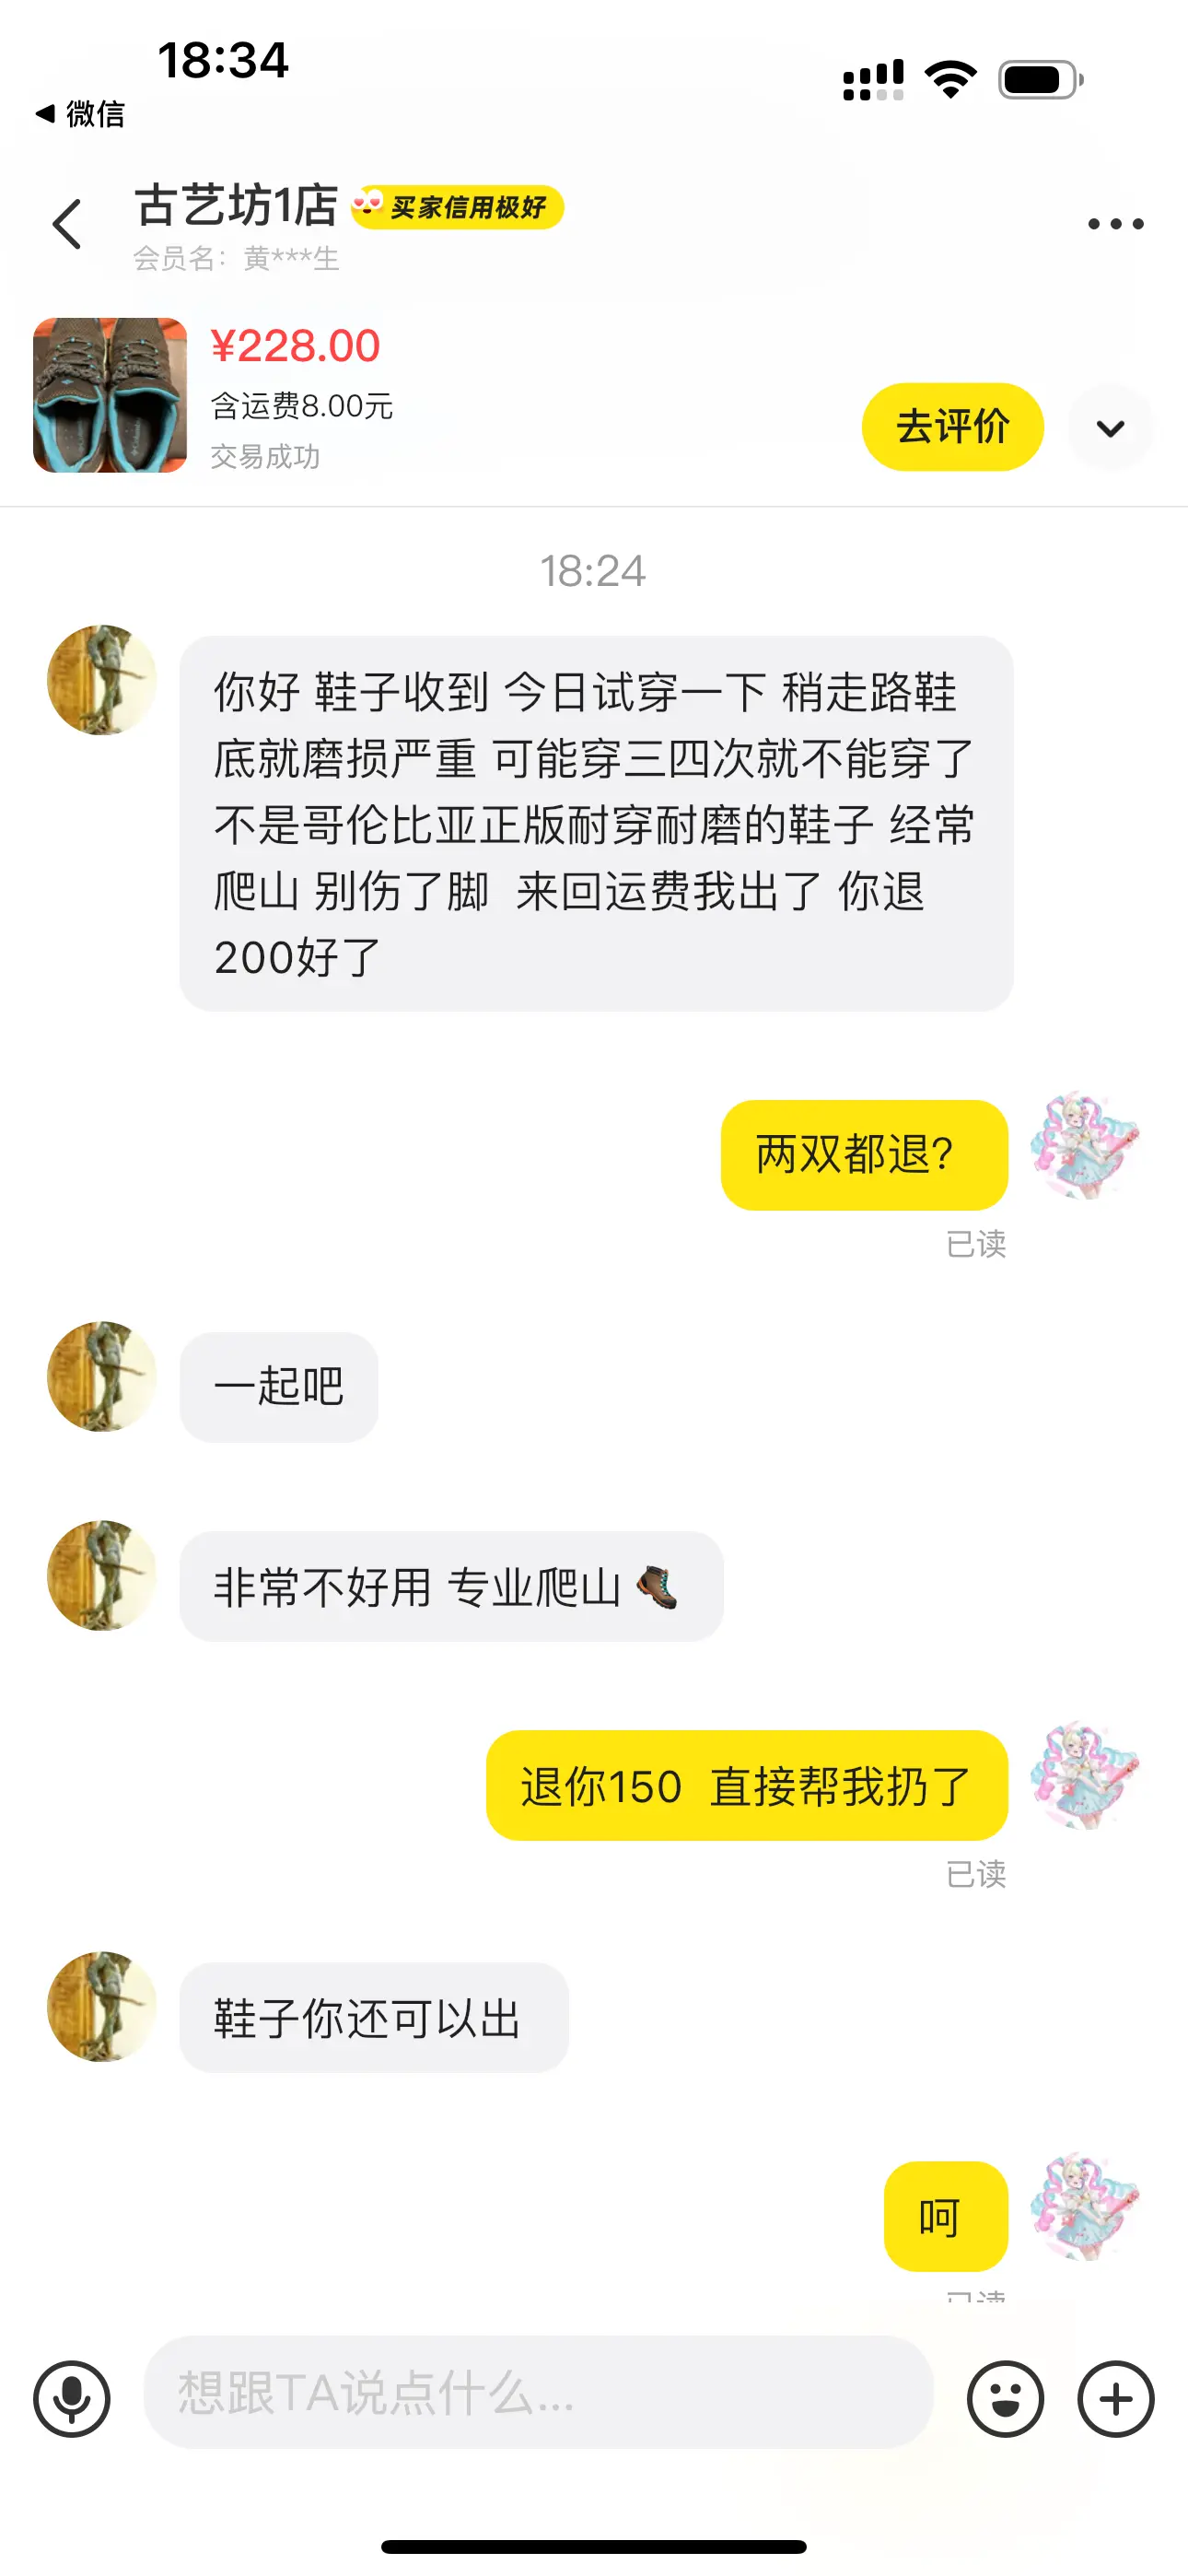 18:34
微信
古艺坊1店 买家信用极好
会员名：黄***生
¥228.00
含运费8.00元
交易成功
去评价
18:24
你好 鞋子收到 今日试穿一下 稍走路鞋
底就磨损严重 可能穿三四次就不能穿了
不是哥伦比亚正版耐穿耐磨的鞋子 经常
爬山 别伤了脚  来回运费我出了 你退
200好了
两双都退？
已读
一起吧
非常不好用 专业爬山🥾
退你150  直接帮我扔了
已读
鞋子你还可以出
呵
已读
想跟TA说点什么...